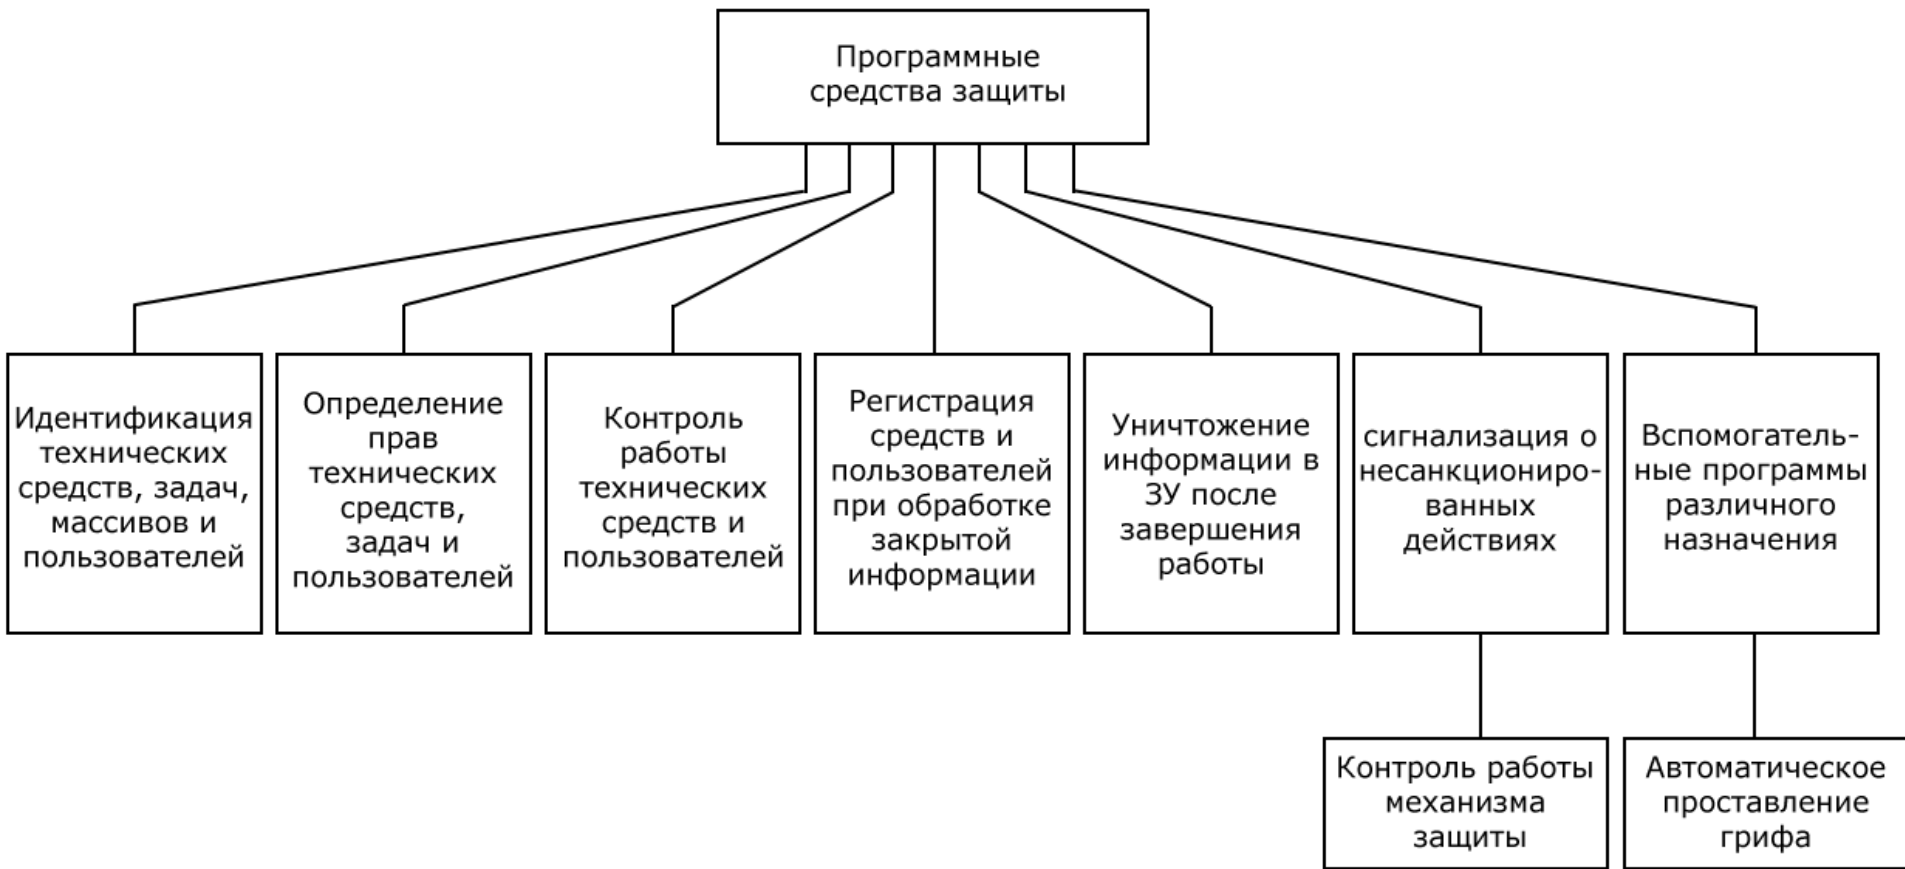 Программные
средства защиты
Идентификация
технических
средств, задач,
массивов и
пользователей
Определение
прав
технических
средств,
задач и
пользователей
Контроль
работы
технических
средств и
пользователей
Регистрация
средств и
пользователей
при обработке
закрытой
информации
Уничтожение
информации в
ЗУ после
завершения
работы
сигнализация о
несанкциониро-
ванных
действиях
Вспомогатель-
ные программы
различного
назначения
Контроль работы
механизма
защиты
Автоматическое
проставление
грифа